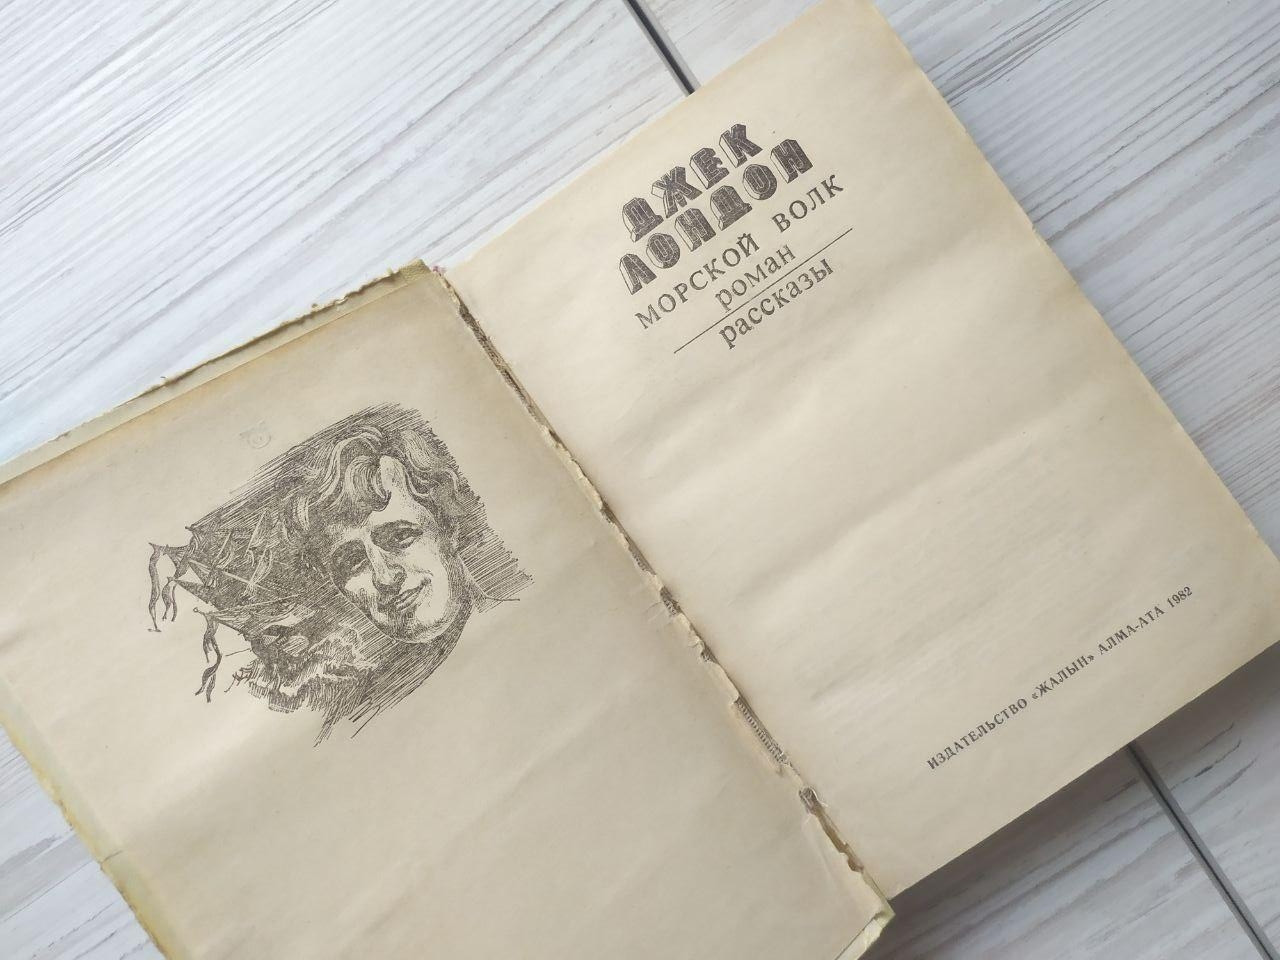 ДЖЕК
ЛОНДОН
МОРСКОЙ ВОЛК
роман
рассказы
ИЗДАТЕЛЬСТВО «ЖАЛЫН» АЛМА-АТА 1982